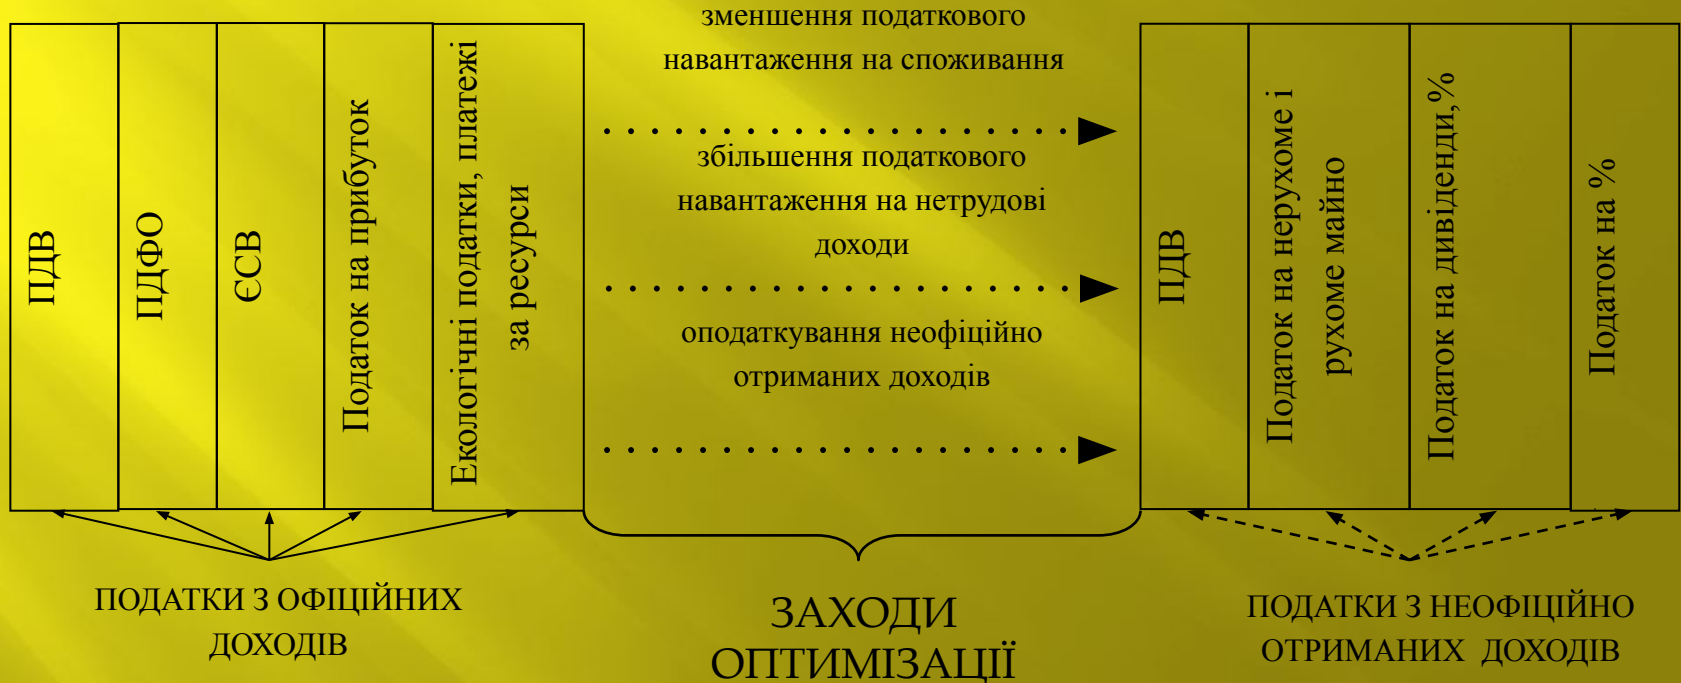 ПДВ
ПДФО
ЄСВ
Податок на прибуток
Екологічні податки, платежі
за ресурси
зменшення податкового
навантаження на споживання
збільшення податкового
навантаження на нетрудові
доходи
оподаткування неофіційно
отриманих доходів
ПДВ
Податок на нерухоме і
рухоме майно
Податок на дивіденди,%
Податок на %
ПОДАТКИ З ОФІЦІЙНИХ
ДОХОДІВ
ЗАХОДИ
ОПТИМІЗАЦІЇ
ПОДАТКИ З НЕОФІЦІЙНО
ОТРИМАНИХ ДОХОДІВ